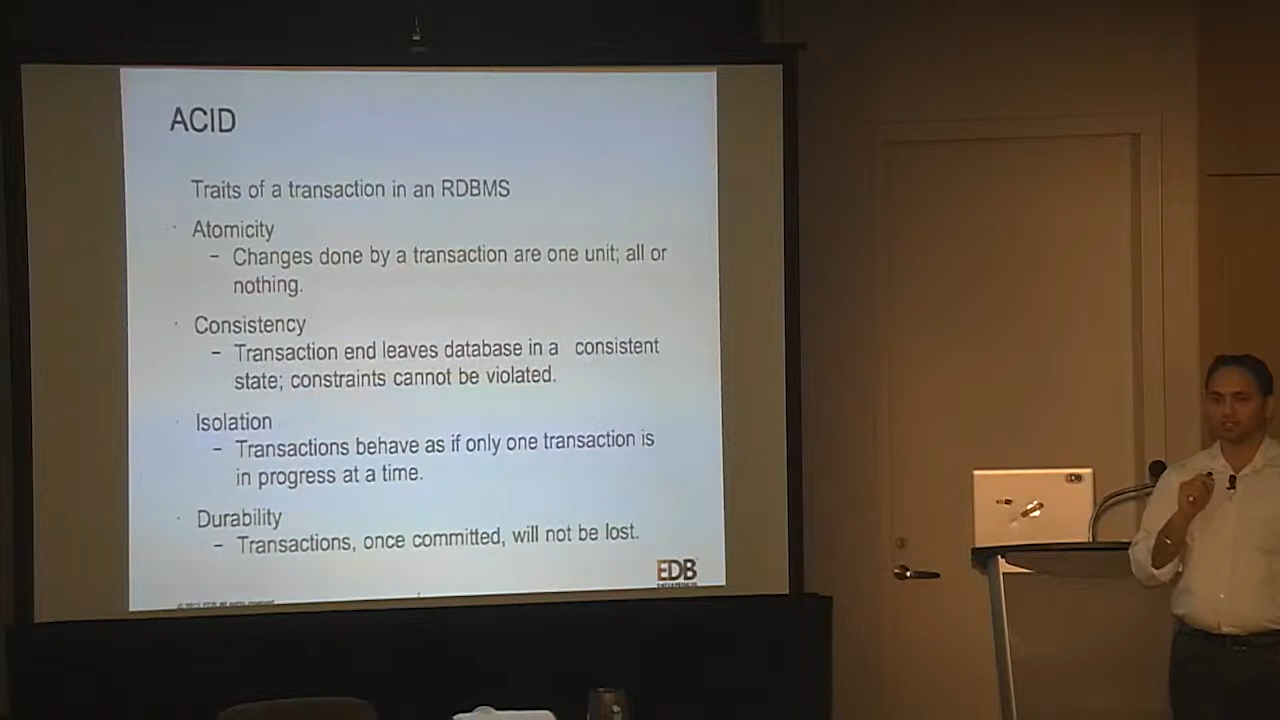 ACID
Traits of a transaction in an RDBMS
· Atomicity
– Changes done by a transaction are one unit; all or
nothing.
· Consistency
– Transaction end leaves database in a consistent
state; constraints cannot be violated.
· Isolation
– Transactions behave as if only one transaction is
in progress at a time.
· Durability
– Transactions, once committed, will not be lost.
EDB